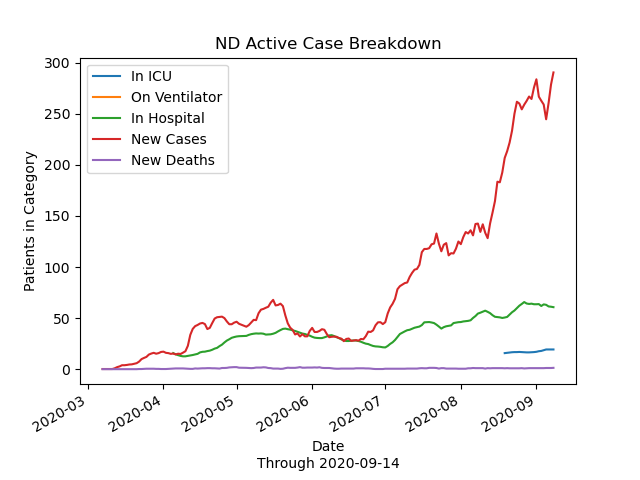 ND Active Case Breakdown
In ICU
On Ventilator
In Hospital
New Cases
New Deaths
Patients in Category
300
250
200
150
100
50
0
2020-03
2020-04
2020-05
2020-06
2020-07
2020-08
2020-09
Date
Through 2020-09-14